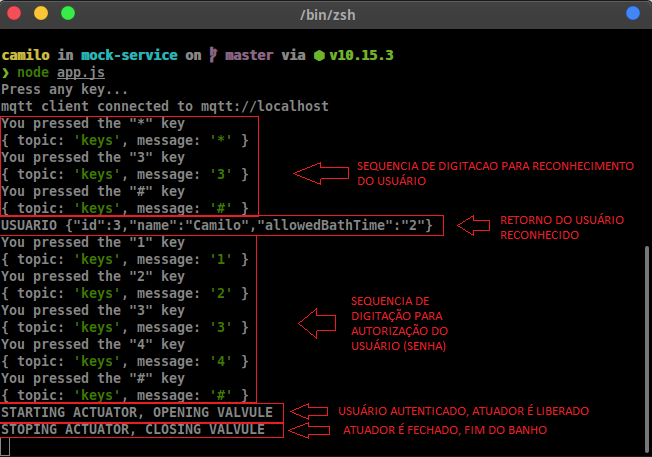 /bin/zsh
camilo in mock-service on master via v10.15.3
❯ node app.js
Press any key...
mqtt client connected to mqtt://localhost
You pressed the "*" key
{ topic: 'keys', message: '*' }
You pressed the "3" key
{ topic: 'keys', message: '3' }
You pressed the "#" key
{ topic: 'keys', message: '#' }
SEQUENCIA DE DIGITACAO PARA RECONHECIMENTO
DO USUÁRIO
USUARIO {"id":3,"name":"Camilo","allowedBathTime":"2"}
RETORNO DO USUÁRIO
RECONHECIDO
You pressed the "1" key
{ topic: 'keys', message: '1' }
You pressed the "2" key
{ topic: 'keys', message: '2' }
You pressed the "3" key
{ topic: 'keys', message: '3' }
You pressed the "4" key
{ topic: 'keys', message: '4' }
You pressed the "#" key
{ topic: 'keys', message: '#' }
SEQUENCIA DE
DIGITAÇÃO PARA
AUTORIZAÇÃO DO
USUÁRIO (SENHA)
STARTING ACTUATOR, OPENING VALVULE
USUÁRIO AUTENTICADO, ATUADOR É LIBERADO
STOPING ACTUATOR, CLOSING VALVULE
ATUADOR É FECHADO, FIM DO BANHO